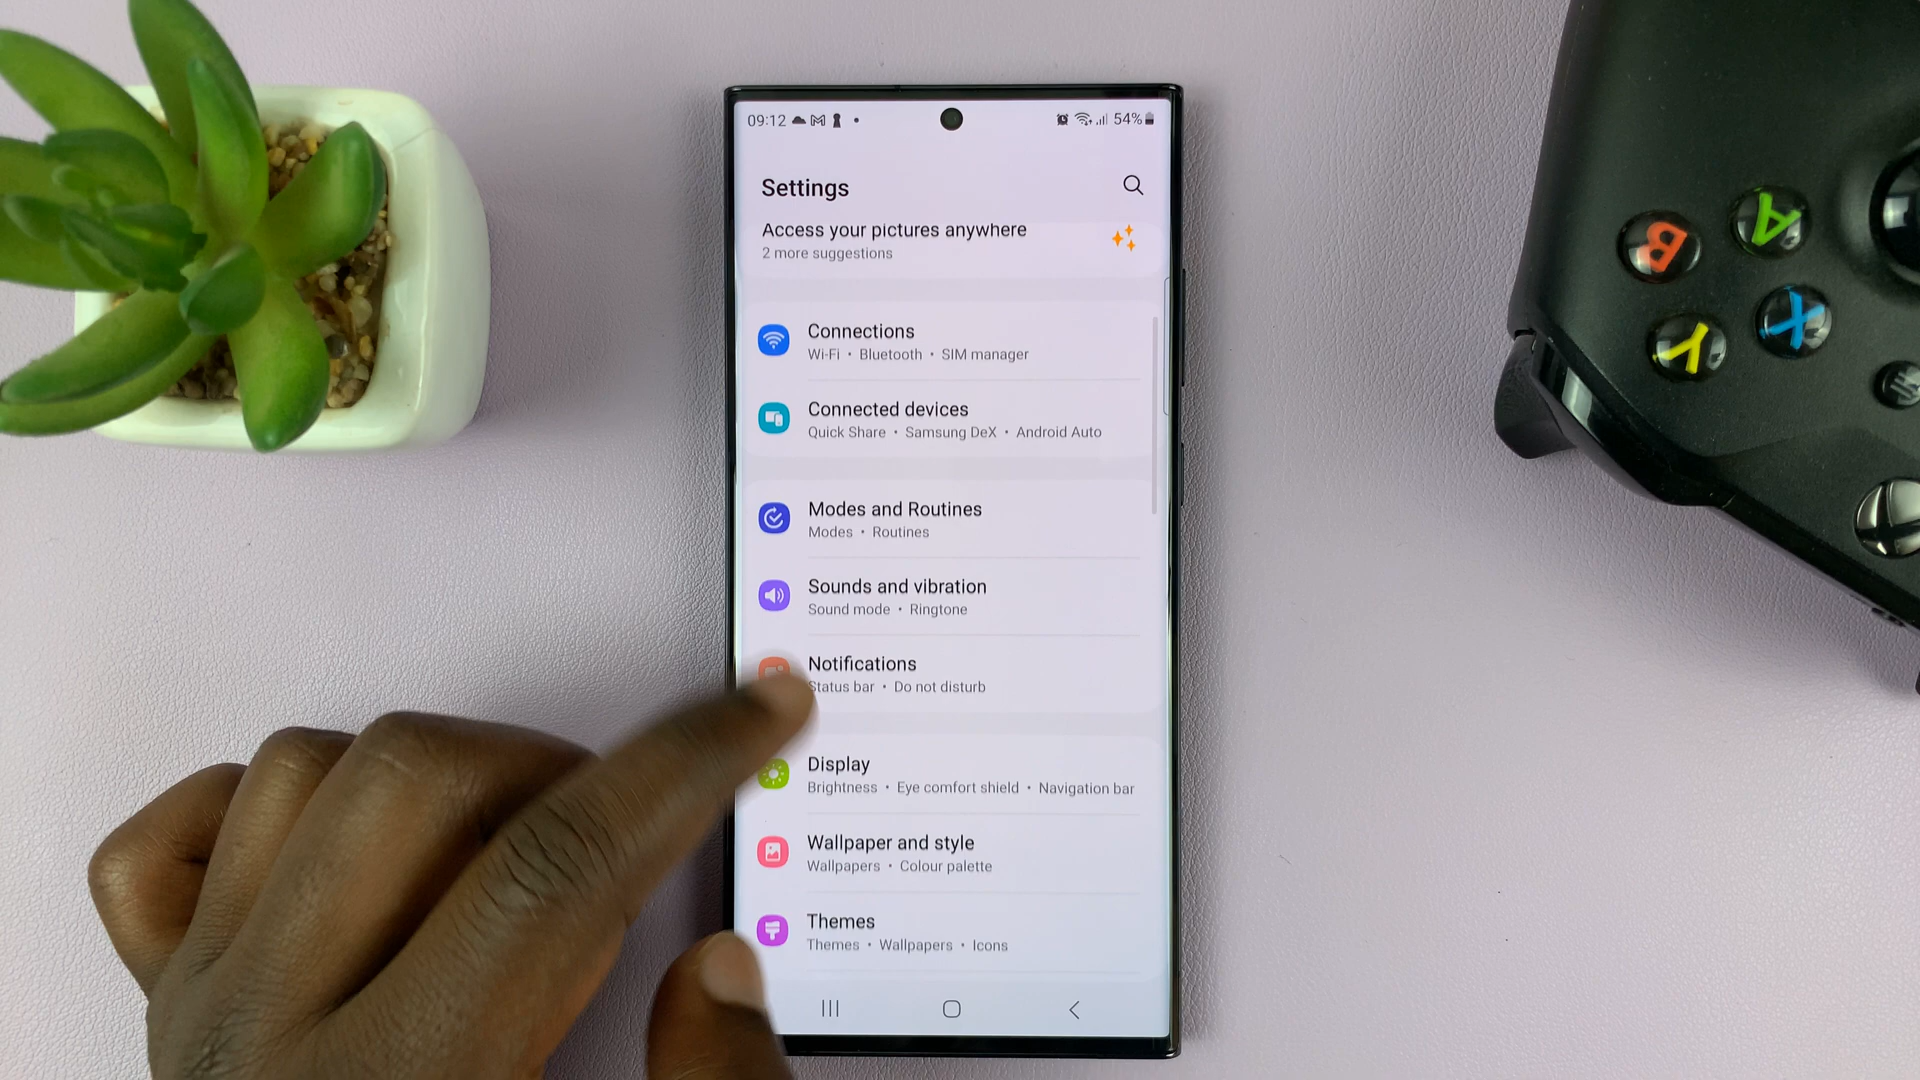 09:12
54%
Settings
Access your pictures anywhere
2 more suggestions
Connections
Wi-Fi • Bluetooth • SIM manager
Connected devices
Quick Share • Samsung DeX • Android Auto
Modes and Routines
Modes • Routines
Sounds and vibration
Sound mode • Ringtone
Notifications
Status bar • Do not disturb
Display
Brightness • Eye comfort shield • Navigation bar
Wallpaper and style
Wallpapers • Colour palette
Themes
Themes • Wallpapers • Icons
A
B
X
Y